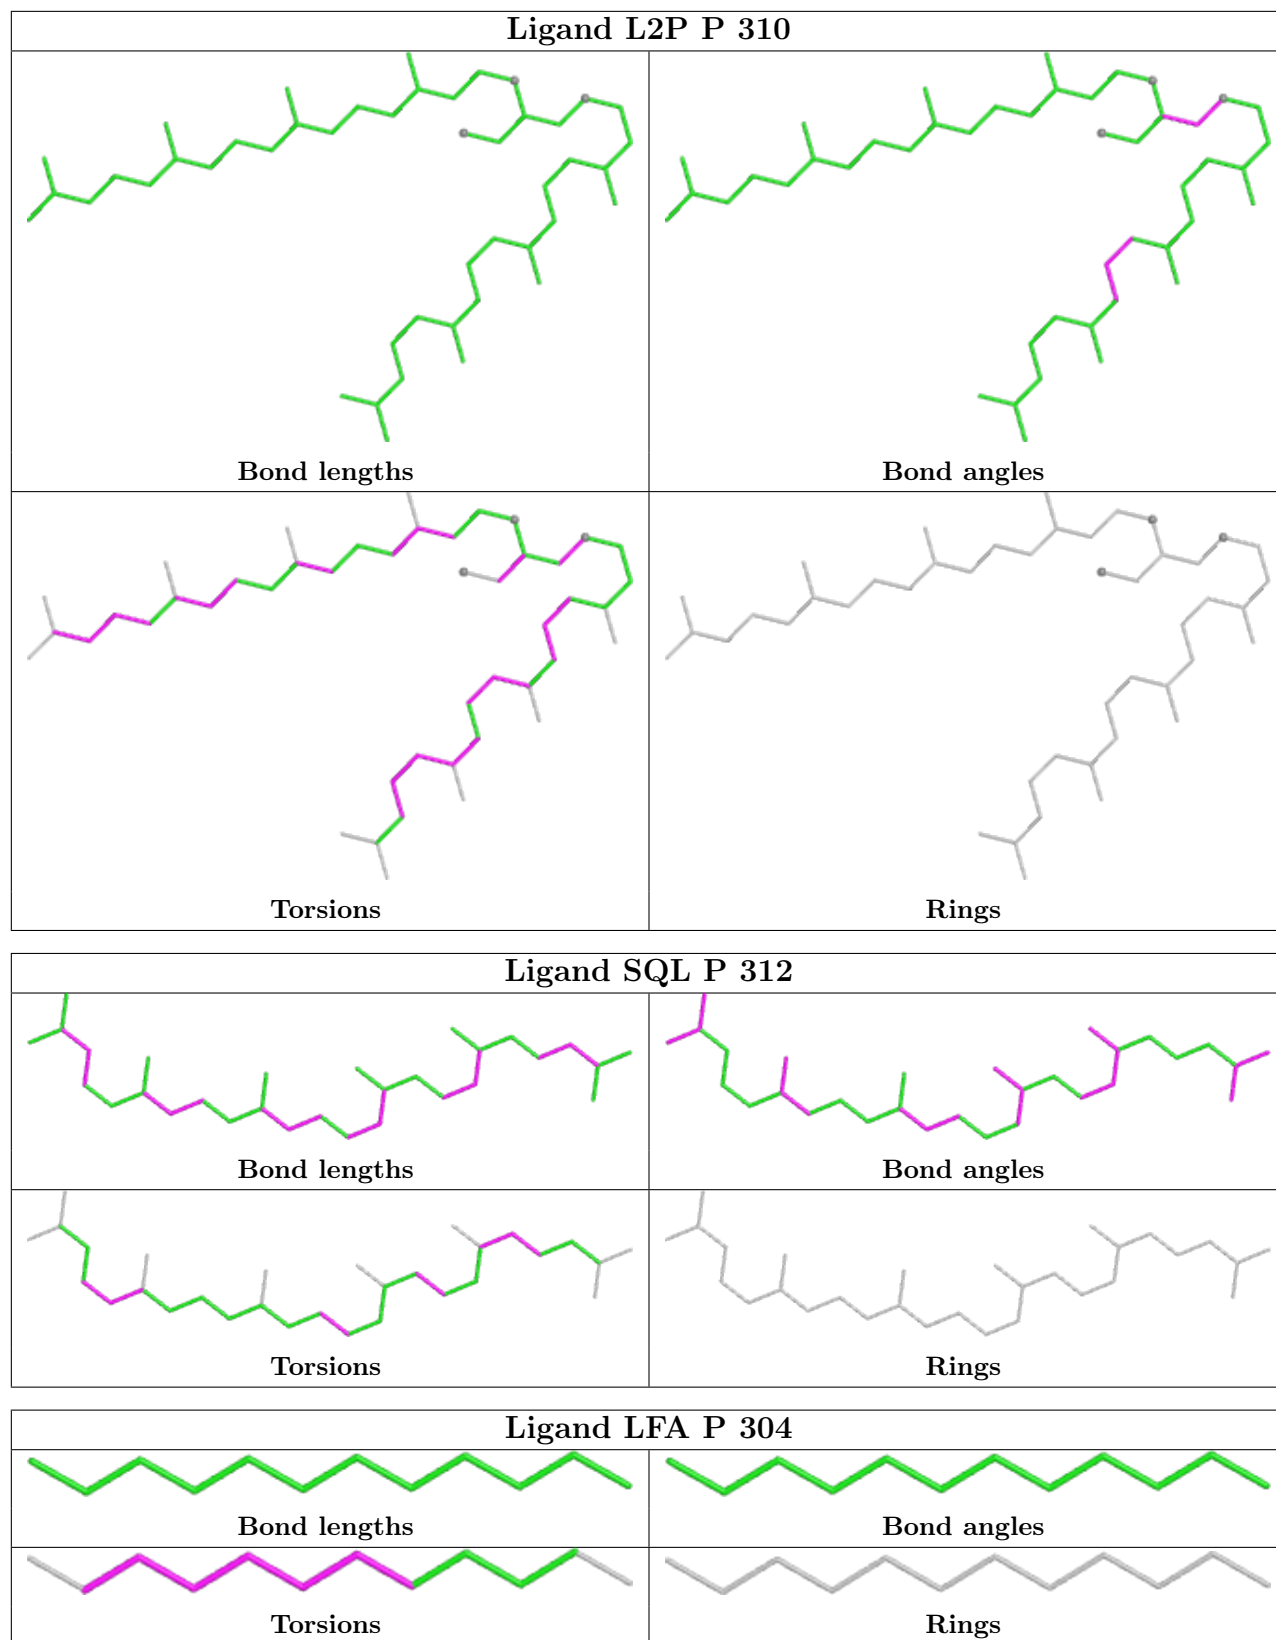 Ligand L2P P 310
Bond lengths
Bond angles
Torsions
Rings
Ligand SQL P 312
Bond lengths
Bond angles
Torsions
Rings
Ligand LFA P 304
Bond lengths
Bond angles
Torsions
Rings